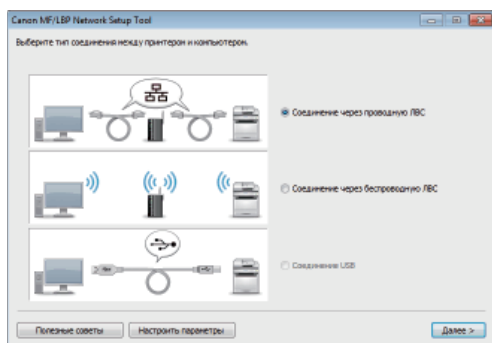 Canon MF/LBP Network Setup Tool
Выберите тип соединения между принтером и компьютером.
Соединение через проводную ЛВС
Соединение через беспроводную ЛВС
Соединение USB
Полезные советы
Настроить параметры
Далее >